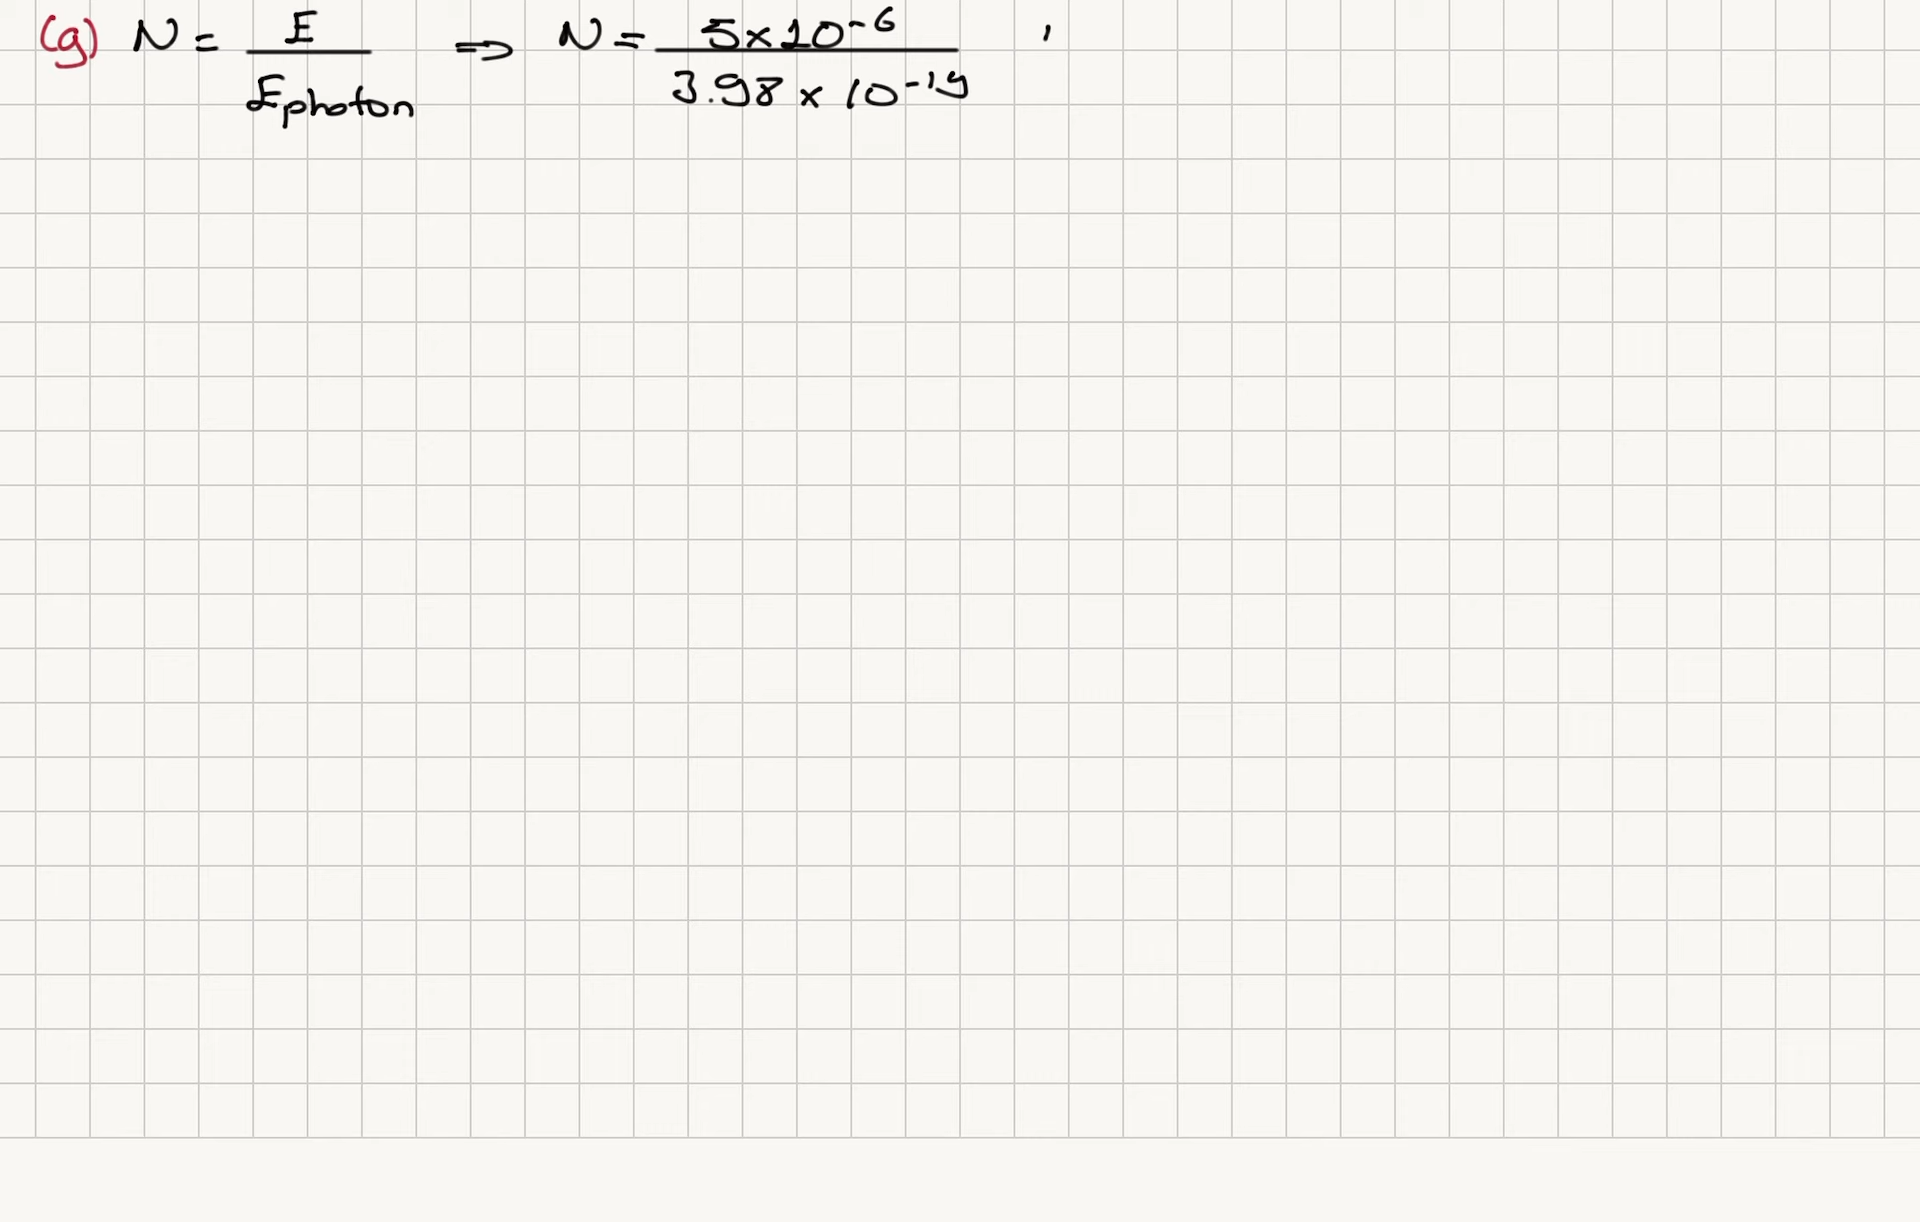 (g) N = E / Ephoton ⇒ N = 5×10⁻⁶ / 3.98 × 10⁻¹⁹